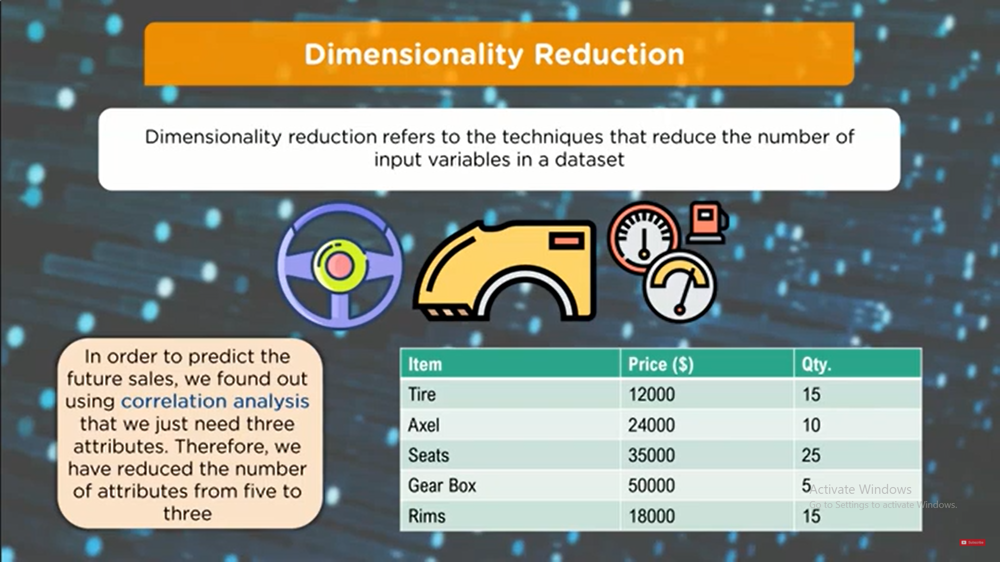 Dimensionality Reduction
Dimensionality reduction refers to the techniques that reduce the number of
input variables in a dataset
In order to predict the
future sales, we found out
using correlation analysis
that we just need three
attributes. Therefore, we
have reduced the number
of attributes from five to
three
Item Price ($) Qty.
Tire 12000 15
Axel 24000 10
Seats 35000 25
Gear Box 50000 5
Rims 18000 15
Activate Windows
Go to Settings to activate Windows.
Subscribe